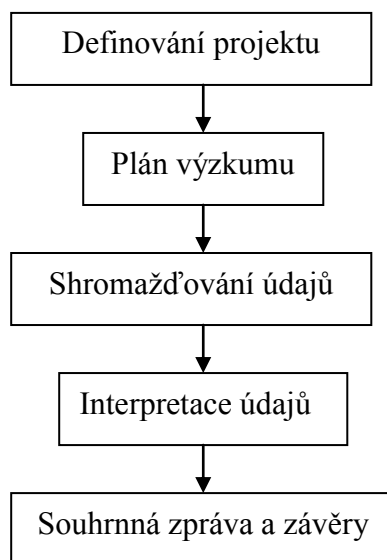 Definování projektu
Plán výzkumu
Shromažďování údajů
Interpretace údajů
Souhrnná zpráva a závěry